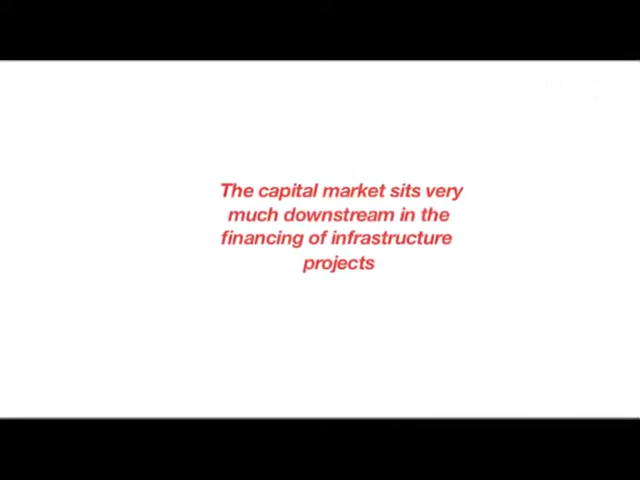 The capital market sits very
much downstream in the
financing of infrastructure
projects